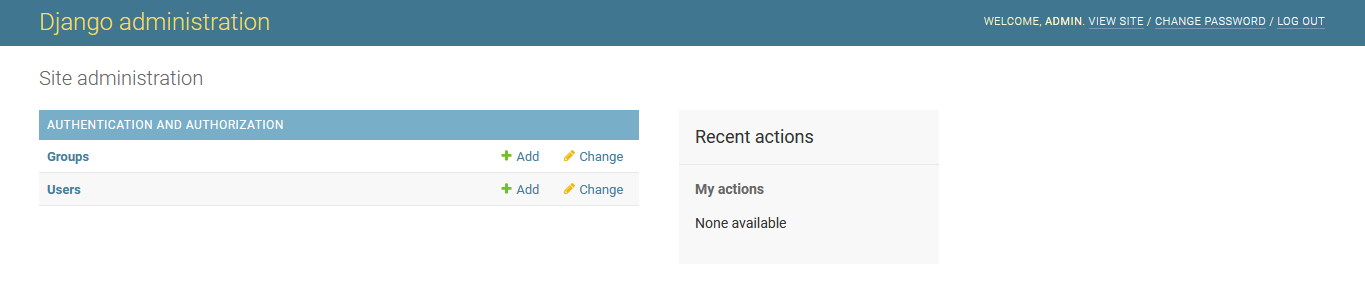 Django administration
WELCOME, ADMIN. VIEW SITE / CHANGE PASSWORD / LOG OUT
Site administration
AUTHENTICATION AND AUTHORIZATION
Groups Add Change
Users Add Change
Recent actions
My actions
None available